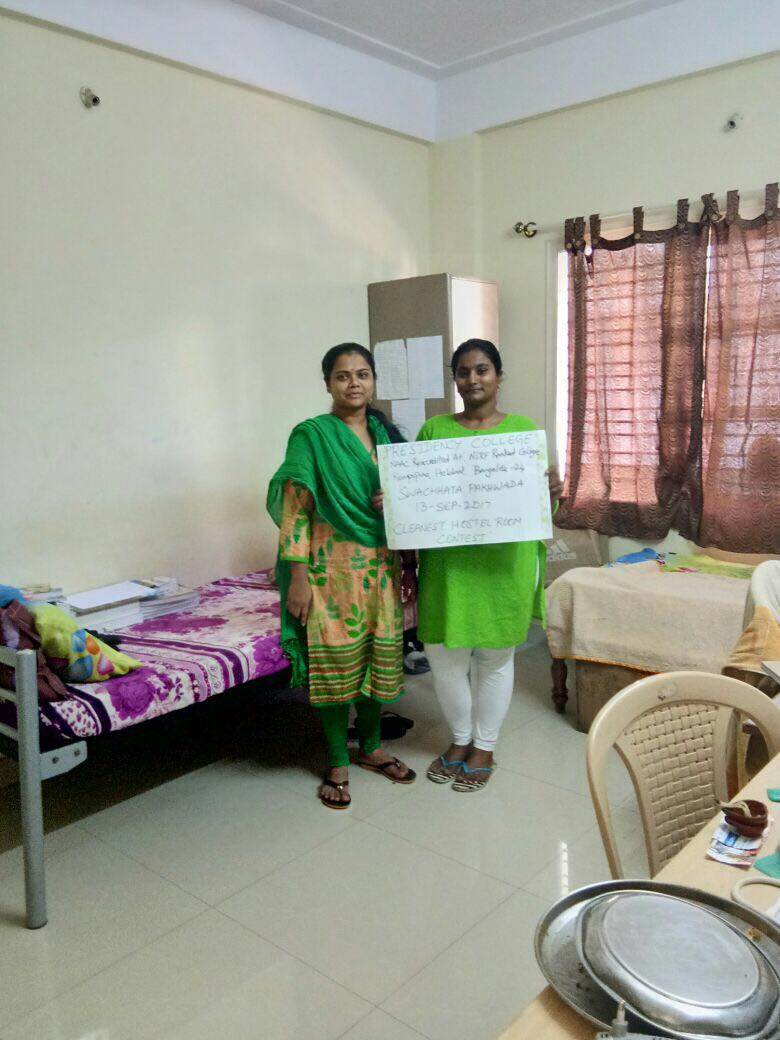 PRESIDENCY COLLEGE
NAAC Reaccredited A+, NIRF Ranked College
Kempapura, Hebbal, Bangalore-24
SWACHHATA PAKHWADA
13-SEP-2017
CLEANEST HOSTEL ROOM
CONTEST
adidas